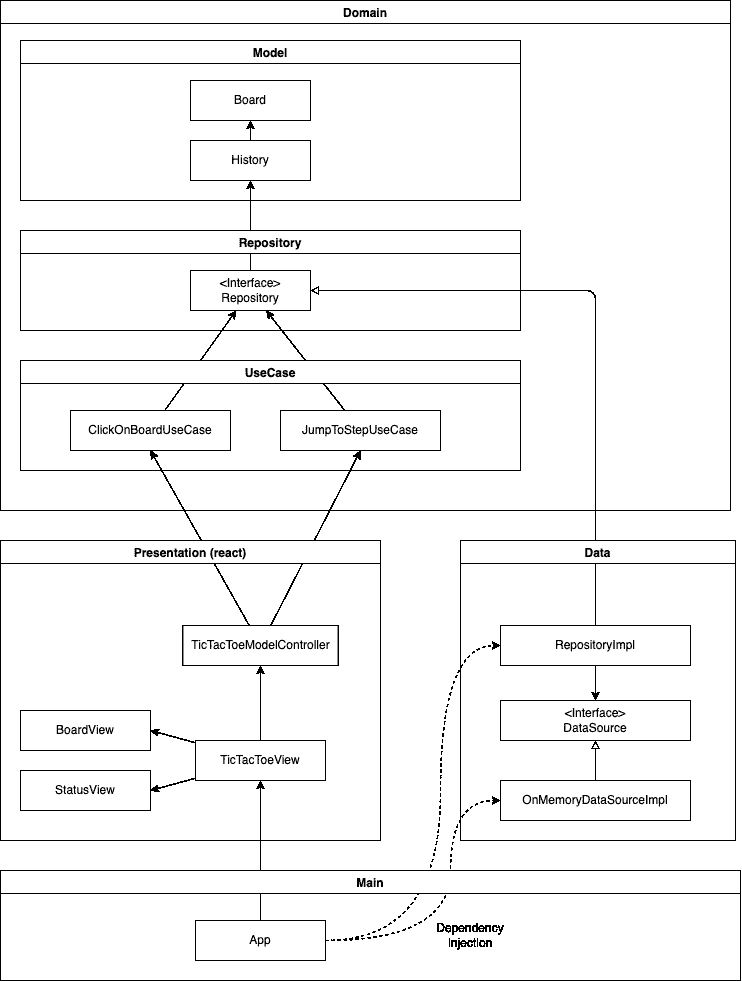 Domain
Model
Board
History
Repository
<Interface>
Repository
UseCase
ClickOnBoardUseCase
JumpToStepUseCase
Presentation (react)
Data
TicTacToeModelController
RepositoryImpl
<Interface>
DataSource
BoardView
TicTacToeView
StatusView
OnMemoryDataSourceImpl
Main
App
Dependency
Injection